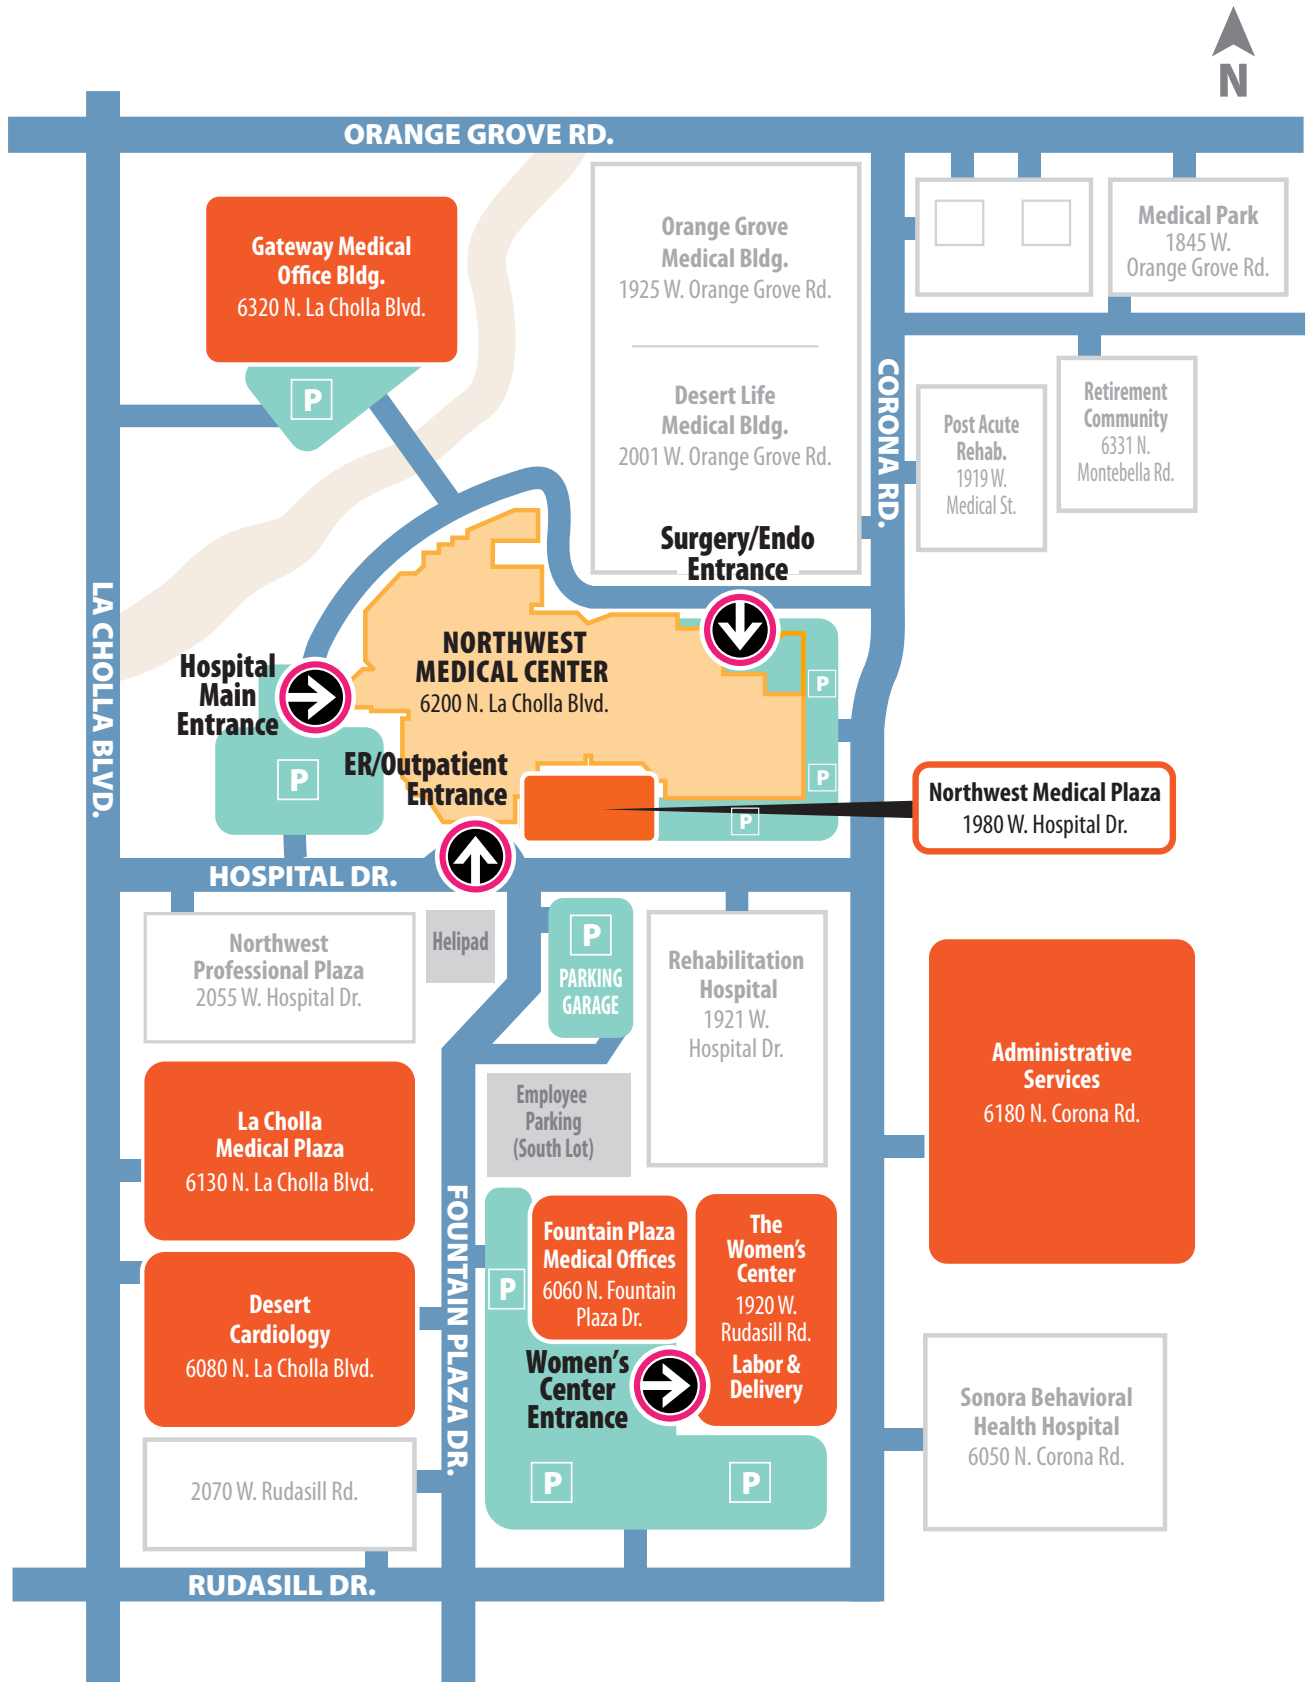 N
ORANGE GROVE RD.
Gateway Medical
Office Bldg.
6320 N. La Cholla Blvd.
P
Orange Grove
Medical Bldg.
1925 W. Orange Grove Rd.
Desert Life
Medical Bldg.
2001 W. Orange Grove Rd.
Medical Park
1845 W.
Orange Grove Rd.
CORONA RD.
Post Acute
Rehab.
1919 W.
Medical St.
Retirement
Community
6331 N.
Montebella Rd.
Surgery/Endo
Entrance
LA CHOLLA BLVD.
NORTHWEST
MEDICAL CENTER
6200 N. La Cholla Blvd.
Hospital
Main
Entrance
P
P
P
P
ER/Outpatient
Entrance
Northwest Medical Plaza
1980 W. Hospital Dr.
HOSPITAL DR.
Northwest
Professional Plaza
2055 W. Hospital Dr.
Helipad
P
PARKING
GARAGE
Rehabilitation
Hospital
1921 W.
Hospital Dr.
Administrative
Services
6180 N. Corona Rd.
La Cholla
Medical Plaza
6130 N. La Cholla Blvd.
Employee
Parking
(South Lot)
FOUNTAIN PLAZA DR.
P
Fountain Plaza
Medical Offices
6060 N. Fountain
Plaza Dr.
The
Women's
Center
1920 W.
Rudasill Rd.
Labor &
Delivery
Desert
Cardiology
6080 N. La Cholla Blvd.
Women's
Center
Entrance
Sonora Behavioral
Health Hospital
6050 N. Corona Rd.
2070 W. Rudasill Rd.
P
P
RUDASILL DR.